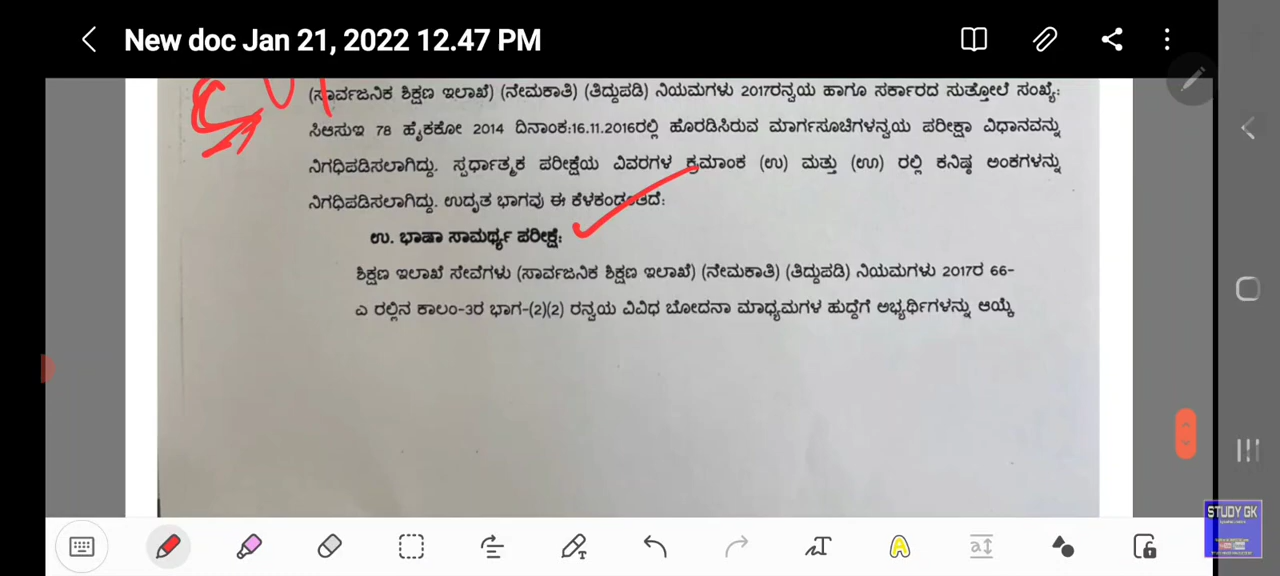 New doc Jan 21, 2022 12.47 PM
(ಸಾರ್ವಜನಿಕ ಶಿಕ್ಷಣ ಇಲಾಖೆ) (ನೇಮಕಾತಿ) (ತಿದ್ದುಪಡಿ) ನಿಯಮಗಳು 2017ರನ್ವಯ ಹಾಗೂ ಸರ್ಕಾರದ ಸುತ್ತೋಲೆ ಸಂಖ್ಯೆ:
ಸಿಆಸುಇ 78 ಹೈಕಕೋ 2014 ದಿನಾಂಕ:16.11.2016ರಲ್ಲಿ ಹೊರಡಿಸಿರುವ ಮಾರ್ಗಸೂಚಿಗಳನ್ವಯ ಪರೀಕ್ಷಾ ವಿಧಾನವನ್ನು
ನಿಗಧಿಪಡಿಸಲಾಗಿದ್ದು. ಸ್ಪರ್ಧಾತ್ಮಕ ಪರೀಕ್ಷೆಯ ವಿವರಗಳ ಕ್ರಮಾಂಕ (ಉ) ಮತ್ತು (ಊ) ರಲ್ಲಿ ಕನಿಷ್ಠ ಅಂಕಗಳನ್ನು
ನಿಗಧಿಪಡಿಸಲಾಗಿದ್ದು. ಉದೃತ ಭಾಗವು ಈ ಕೆಳಕಂಡಂತಿದೆ:
ಉ. ಭಾಷಾ ಸಾಮರ್ಥ್ಯ ಪರೀಕ್ಷೆ:
ಶಿಕ್ಷಣ ಇಲಾಖೆ ಸೇವೆಗಳು (ಸಾರ್ವಜನಿಕ ಶಿಕ್ಷಣ ಇಲಾಖೆ) (ನೇಮಕಾತಿ) (ತಿದ್ದುಪಡಿ) ನಿಯಮಗಳು 2017ರ 66-
ಎ ರಲ್ಲಿನ ಕಾಲಂ-3ರ ಭಾಗ-(2)(2) ರನ್ವಯ ವಿವಿಧ ಬೋದನಾ ಮಾಧ್ಯಮಗಳ ಹುದ್ದೆಗೆ ಅಭ್ಯರ್ಥಿಗಳನ್ನು ಆಯ್ಕೆ
STUDY GK